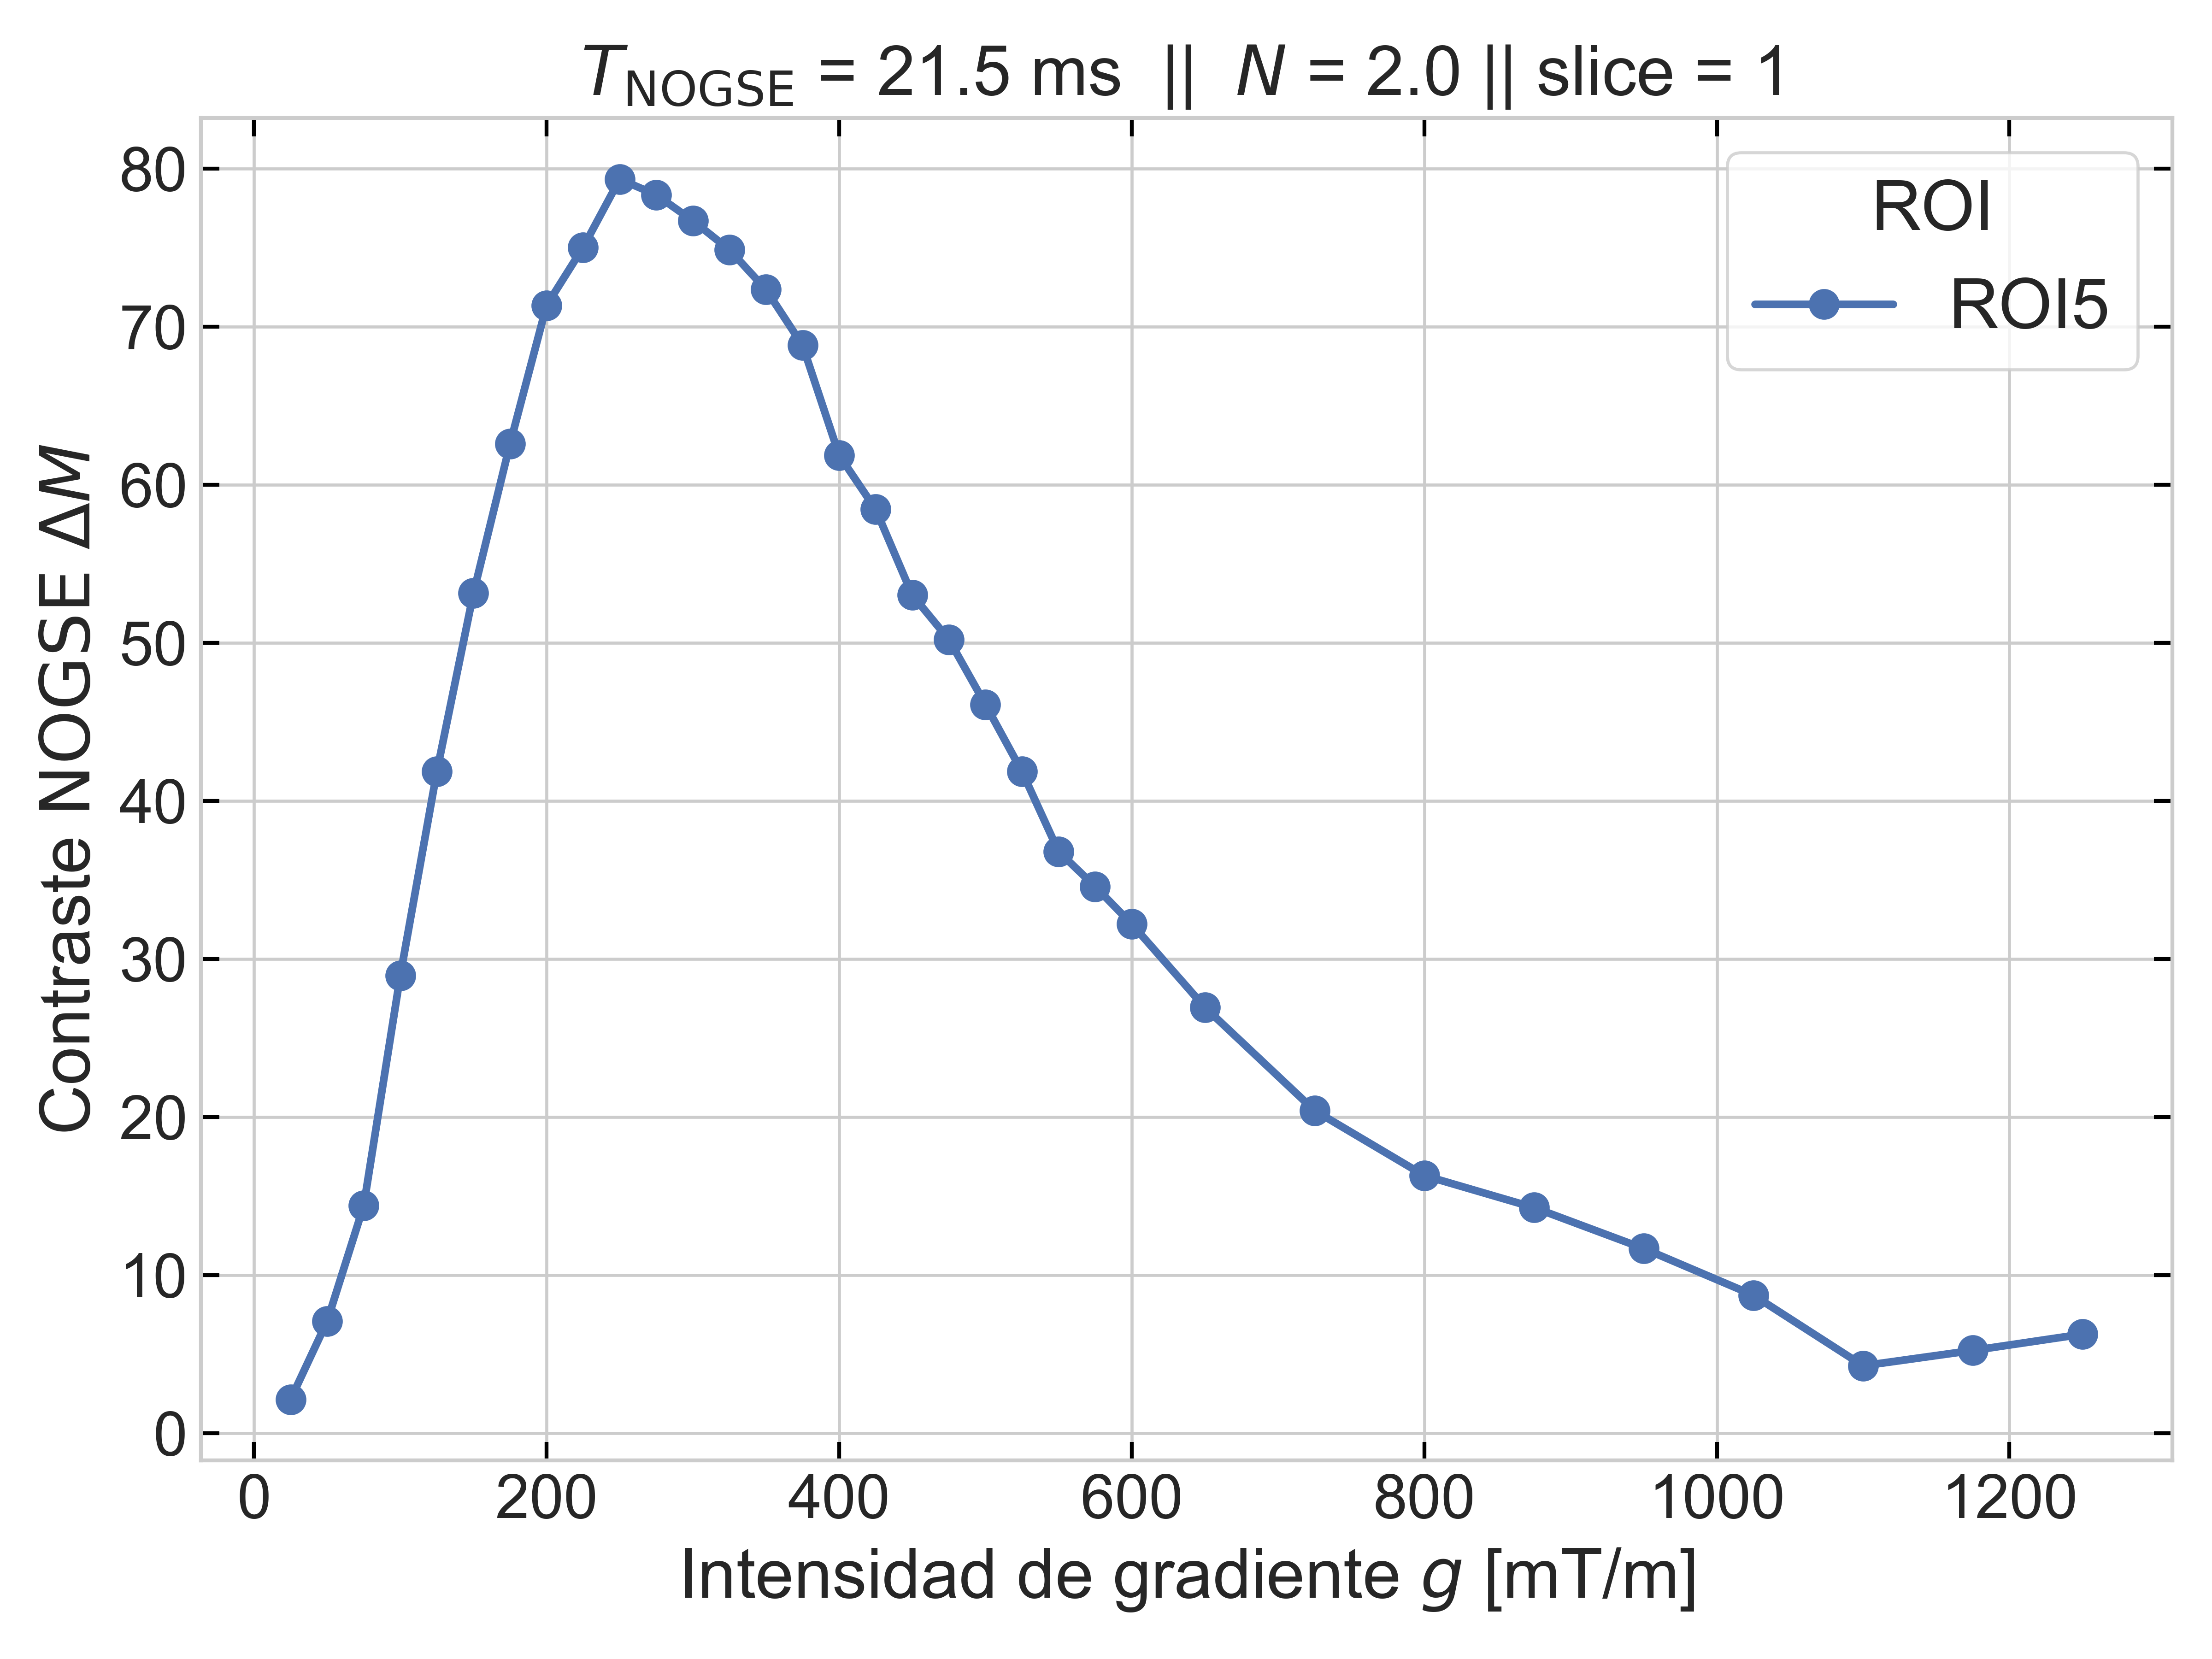 T_NOGSE = 21.5 ms || N = 2.0 || slice = 1
Contraste NOGSE ΔM
80
70
60
50
40
30
20
10
0
ROI
ROI5
0 200 400 600 800 1000 1200
Intensidad de gradiente g [mT/m]